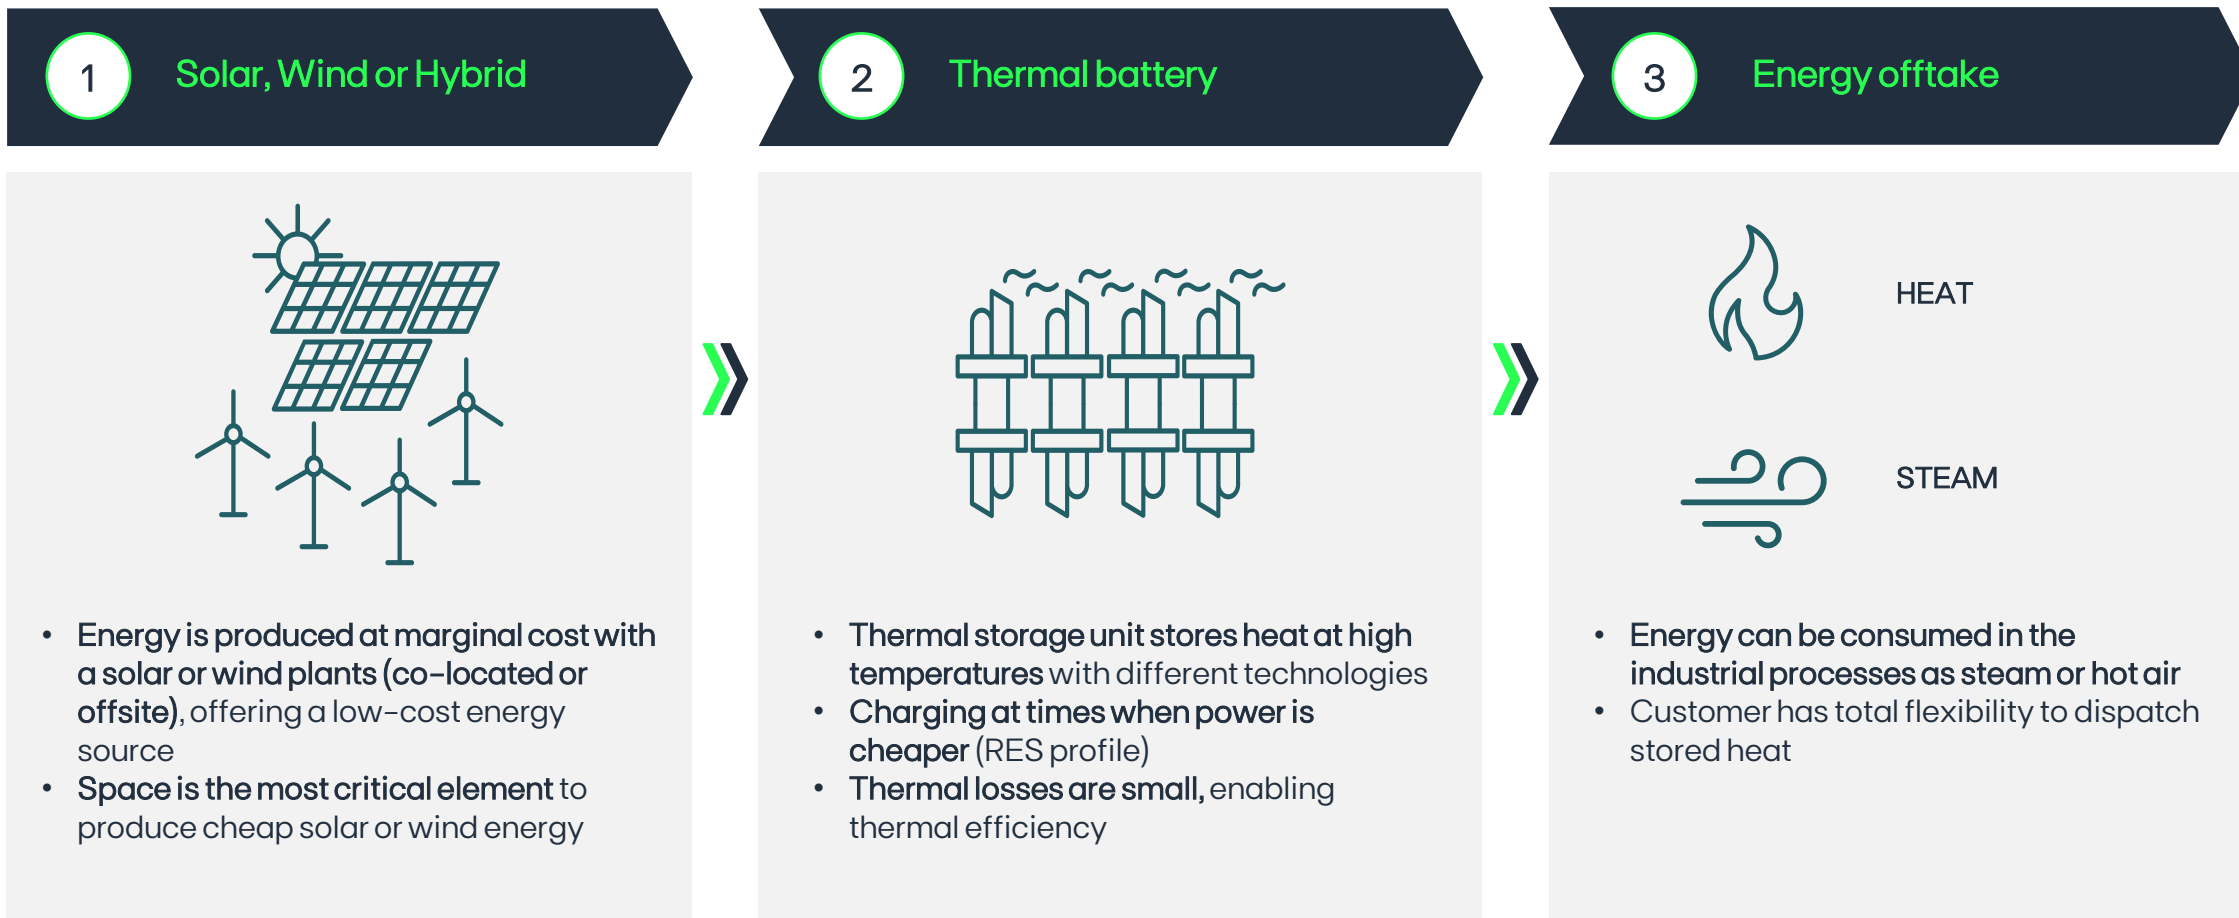 1
Solar, Wind or Hybrid
• Energy is produced at marginal cost with
a solar or wind plants (co-located or
offsite), offering a low-cost energy
source
• Space is the most critical element to
produce cheap solar or wind energy
2
Thermal battery
• Thermal storage unit stores heat at high
temperatures with different technologies
• Charging at times when power is
cheaper (RES profile)
• Thermal losses are small, enabling
thermal efficiency
3
Energy offtake
HEAT
STEAM
• Energy can be consumed in the
industrial processes as steam or hot air
• Customer has total flexibility to dispatch
stored heat